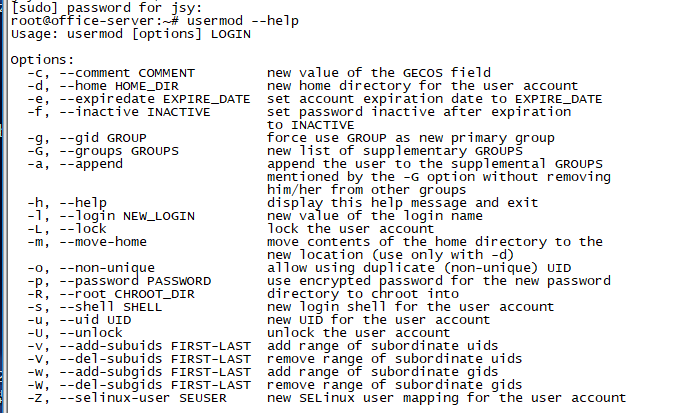 [sudo] password for jsy:
root@office-server:~# usermod --help
Usage: usermod [options] LOGIN
Options:
-c, --comment COMMENT new value of the GECOS field
-d, --home HOME_DIR new home directory for the user account
-e, --expiredate EXPIRE_DATE set account expiration date to EXPIRE_DATE
-f, --inactive INACTIVE set password inactive after expiration
to INACTIVE
-g, --gid GROUP force use GROUP as new primary group
-G, --groups GROUPS new list of supplementary GROUPS
-a, --append append the user to the supplemental GROUPS
mentioned by the -G option without removing
him/her from other groups
-h, --help display this help message and exit
-l, --login NEW_LOGIN new value of the login name
-L, --lock lock the user account
-m, --move-home move contents of the home directory to the
new location (use only with -d)
-o, --non-unique allow using duplicate (non-unique) UID
-p, --password PASSWORD use encrypted password for the new password
-R, --root CHROOT_DIR directory to chroot into
-s, --shell SHELL new login shell for the user account
-u, --uid UID new UID for the user account
-U, --unlock unlock the user account
-v, --add-subuids FIRST-LAST add range of subordinate uids
-V, --del-subuids FIRST-LAST remove range of subordinate uids
-w, --add-subgids FIRST-LAST add range of subordinate gids
-W, --del-subgids FIRST-LAST remove range of subordinate gids
-Z, --selinux-user SEUSER new SELinux user mapping for the user account